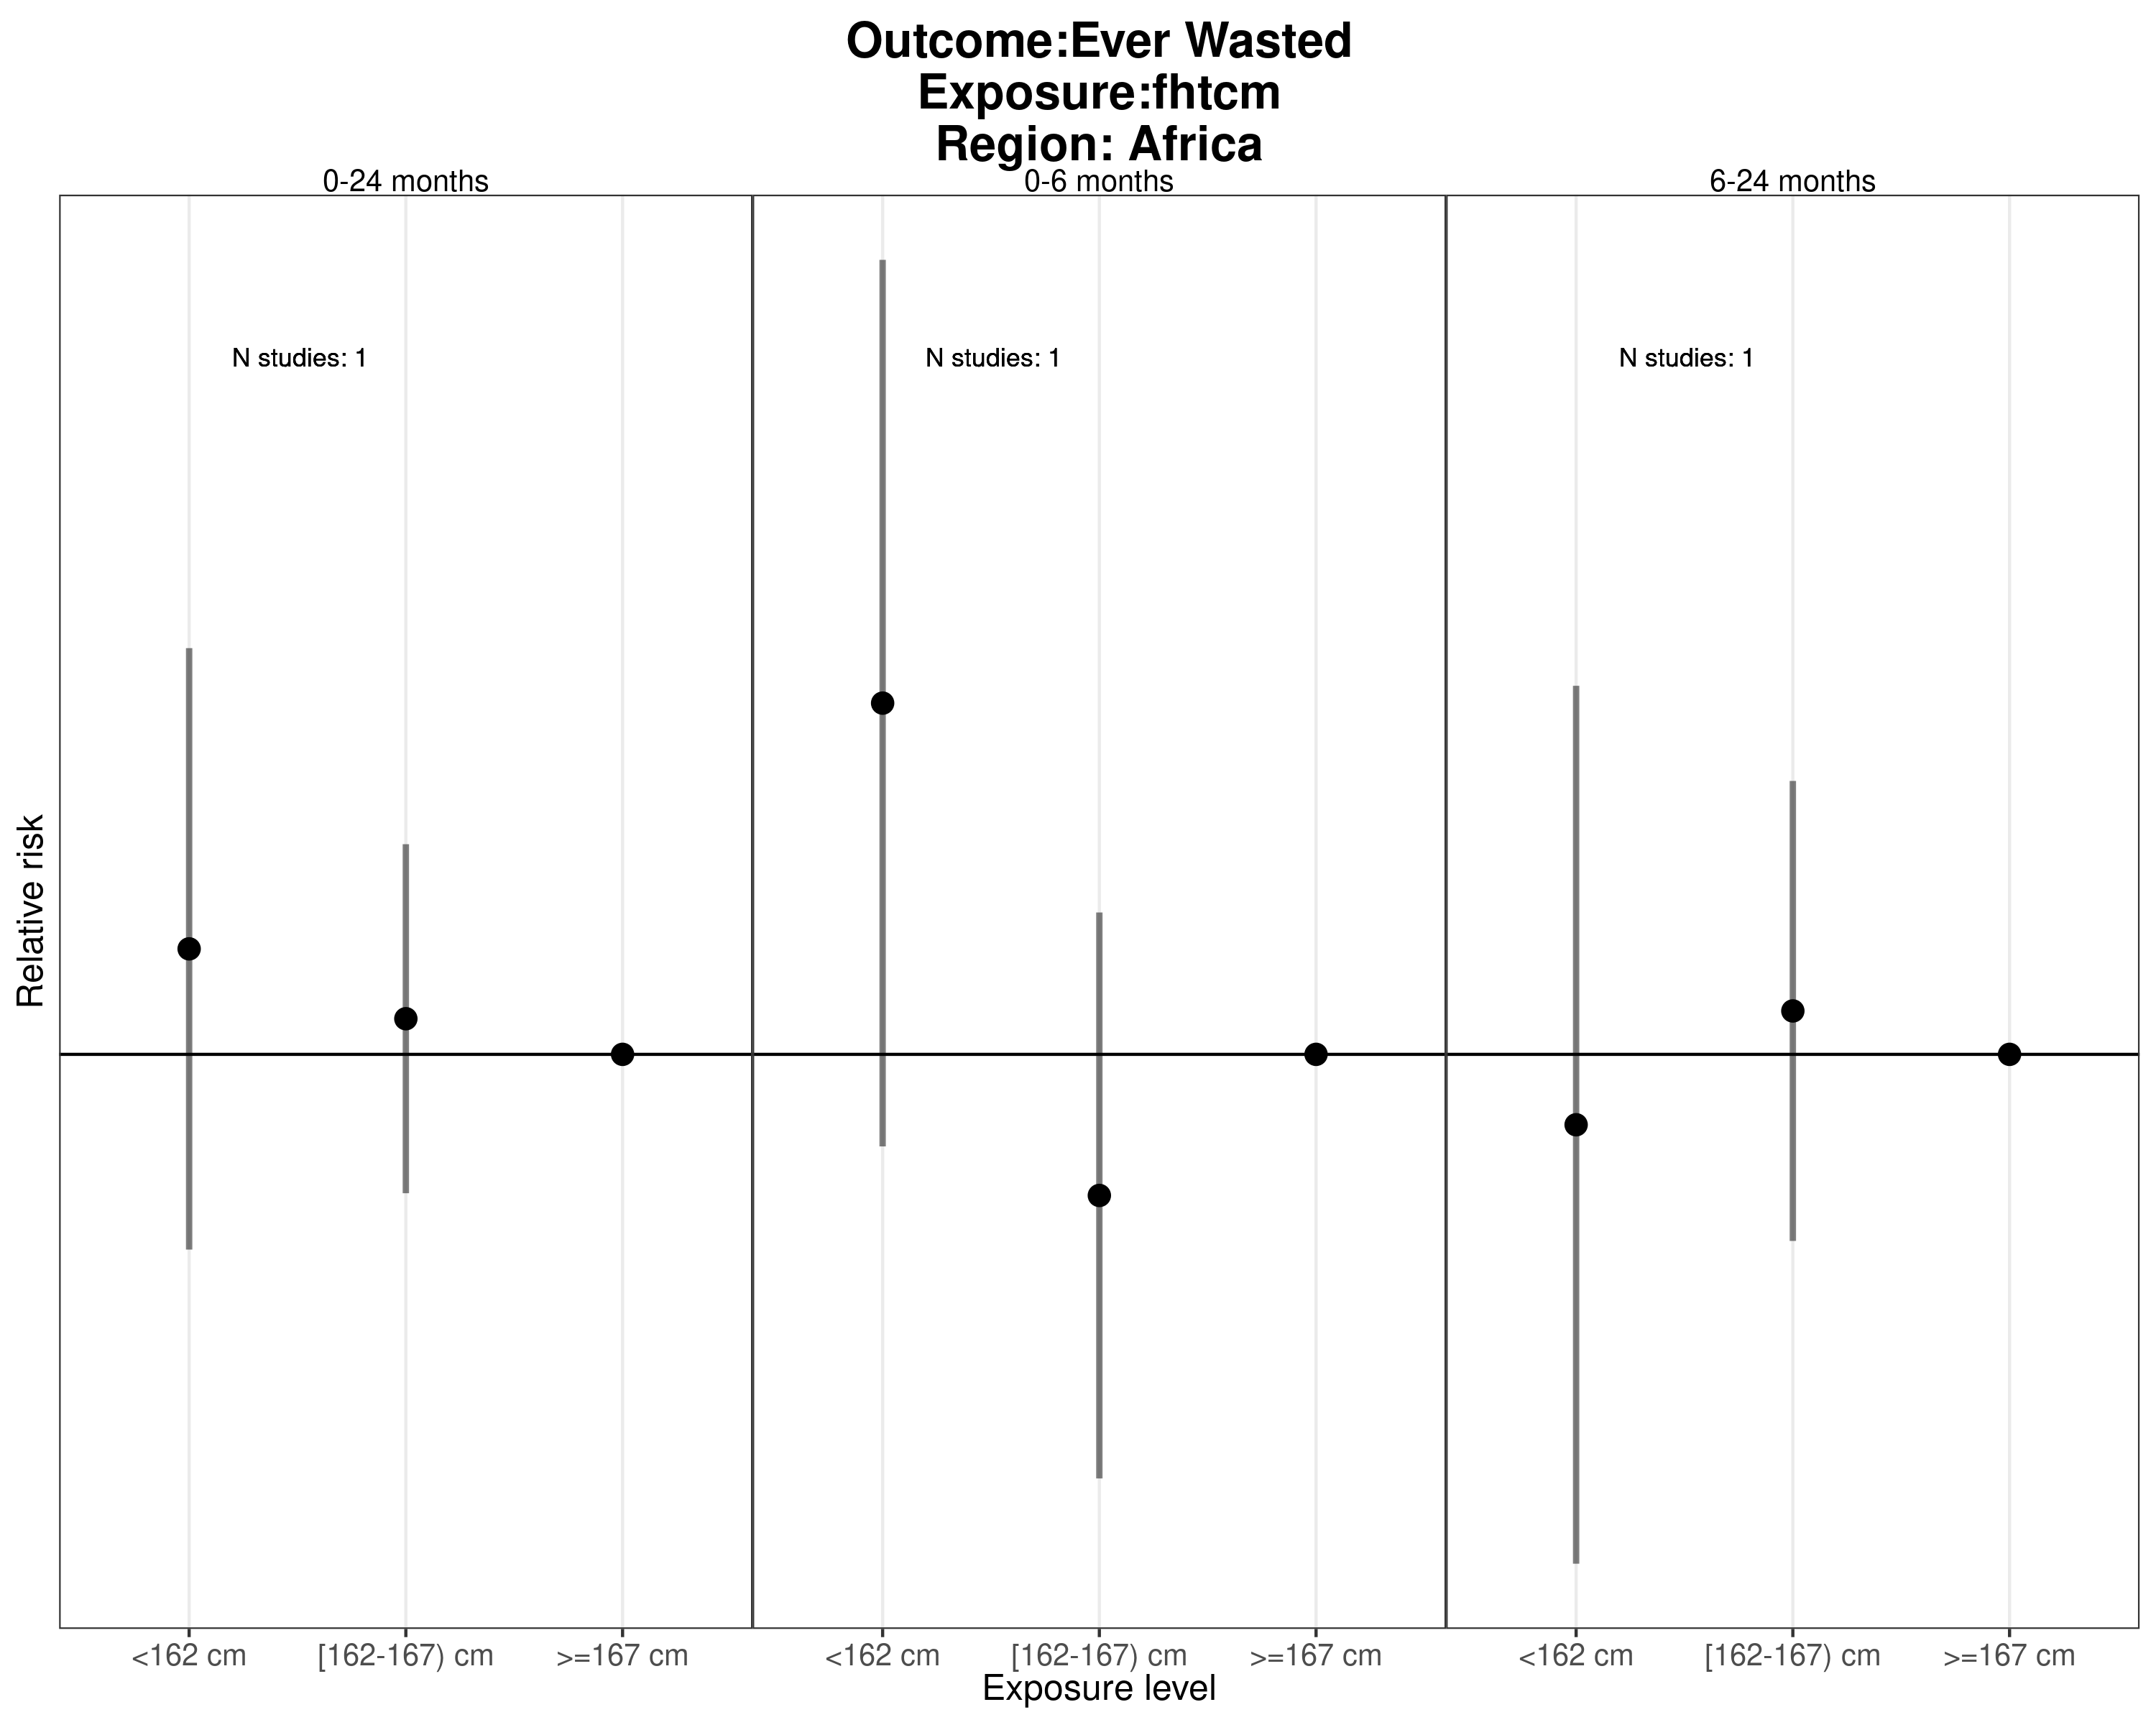 Outcome:Ever Wasted
Exposure:fhtcm
Region: Africa
0-24 months
0-6 months
6-24 months
N studies: 1
N studies: 1
N studies: 1
Relative risk
<162 cm
[162-167) cm
>=167 cm
<162 cm
[162-167) cm
>=167 cm
<162 cm
[162-167) cm
>=167 cm
Exposure level